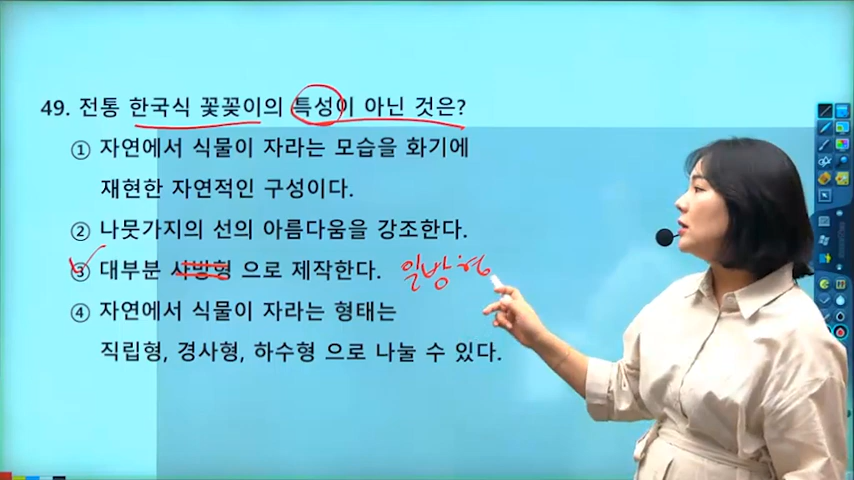 49. 전통 한국식 꽃꽂이의 특성이 아닌 것은?
① 자연에서 식물이 자라는 모습을 화기에
재현한 자연적인 구성이다.
② 나뭇가지의 선의 아름다움을 강조한다.
③ 대부분 사방형 으로 제작한다. 일방형
④ 자연에서 식물이 자라는 형태는
직립형, 경사형, 하수형 으로 나눌 수 있다.